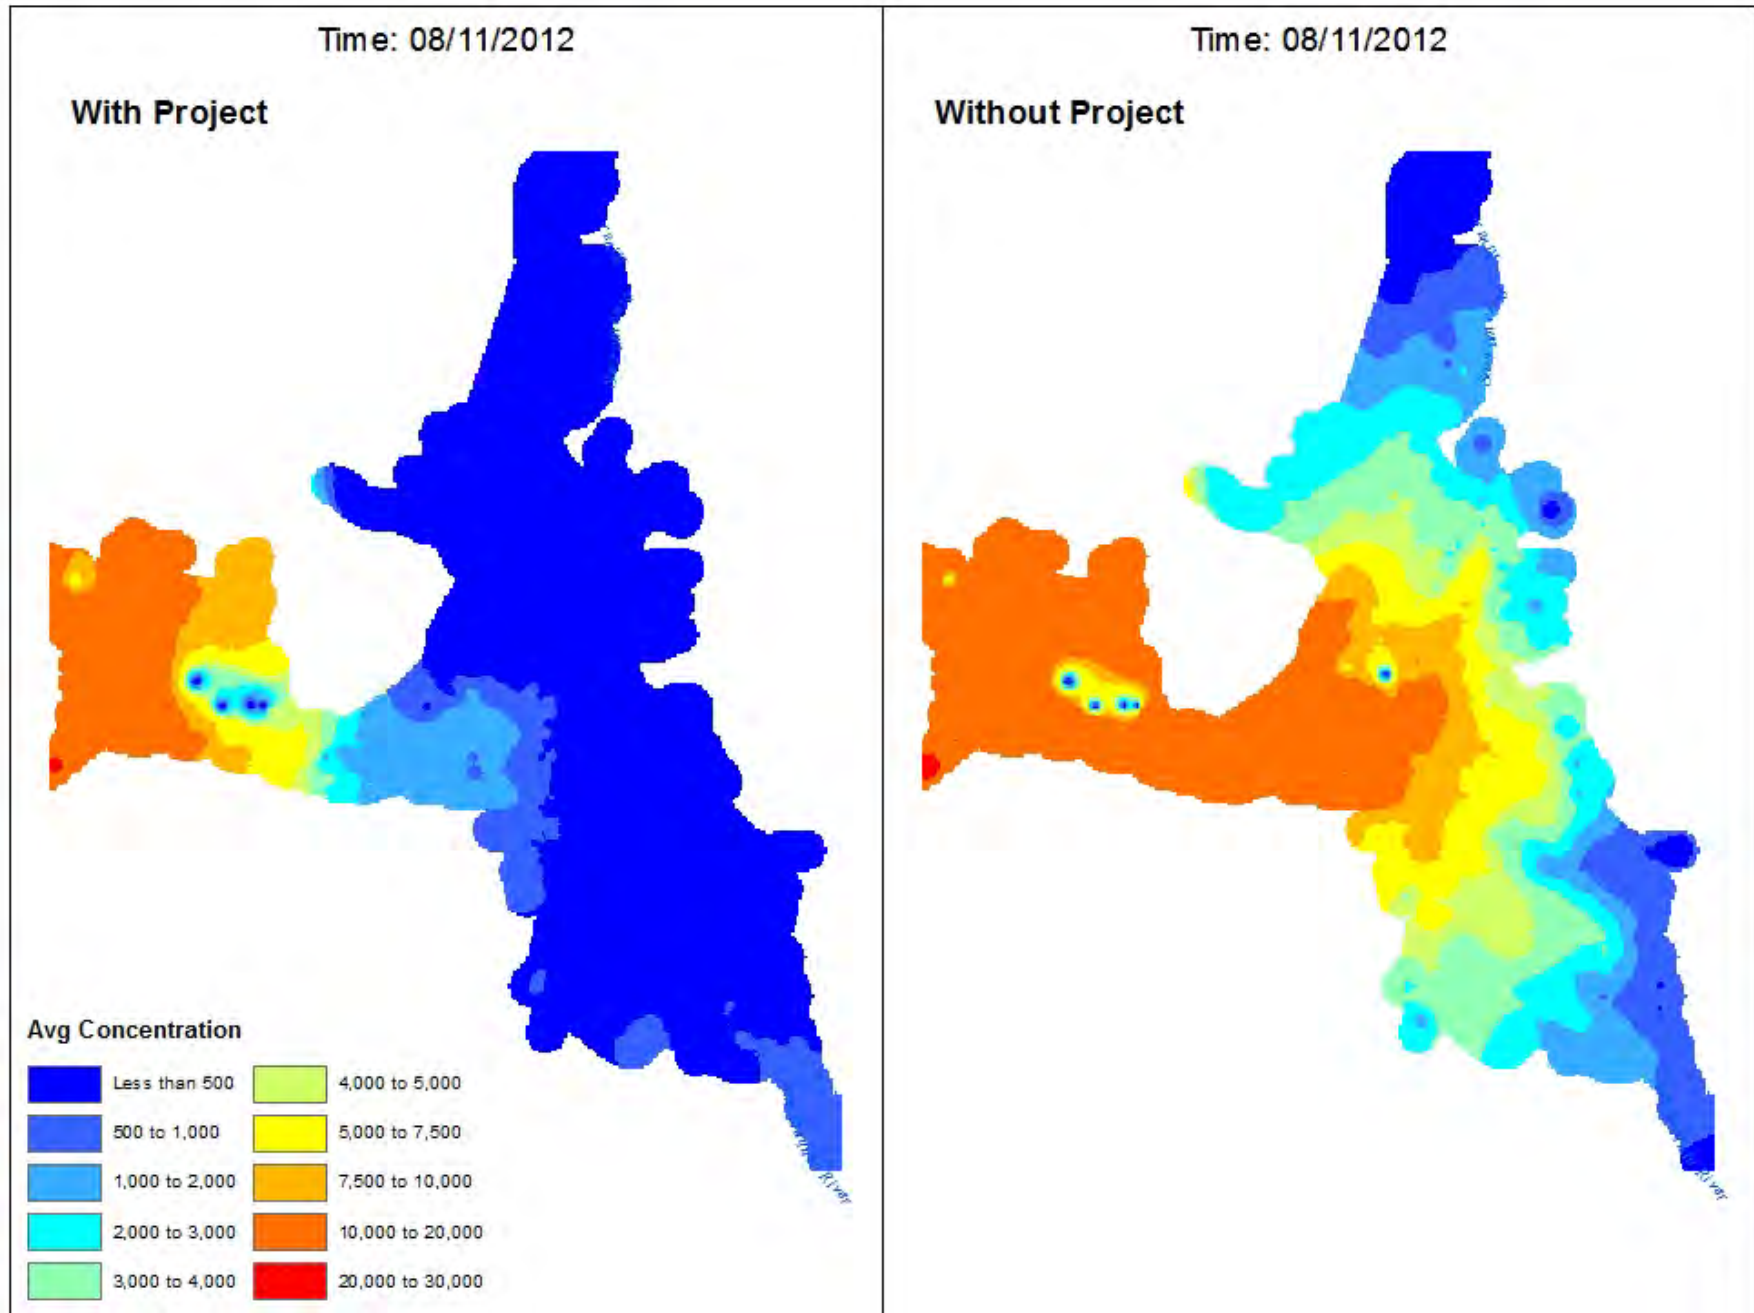 Time: 08/11/2012
With Project
Time: 08/11/2012
Without Project
Avg Concentration
Less than 500
500 to 1,000
1,000 to 2,000
2,000 to 3,000
3,000 to 4,000
4,000 to 5,000
5,000 to 7,500
7,500 to 10,000
10,000 to 20,000
20,000 to 30,000
River
River